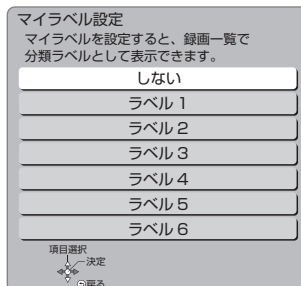 マイラベル設定
マイラベルを設定すると、録画一覧で
分類ラベルとして表示できます。
しない
ラベル 1
ラベル 2
ラベル 3
ラベル 4
ラベル 5
ラベル 6
項目選択
決定
戻る